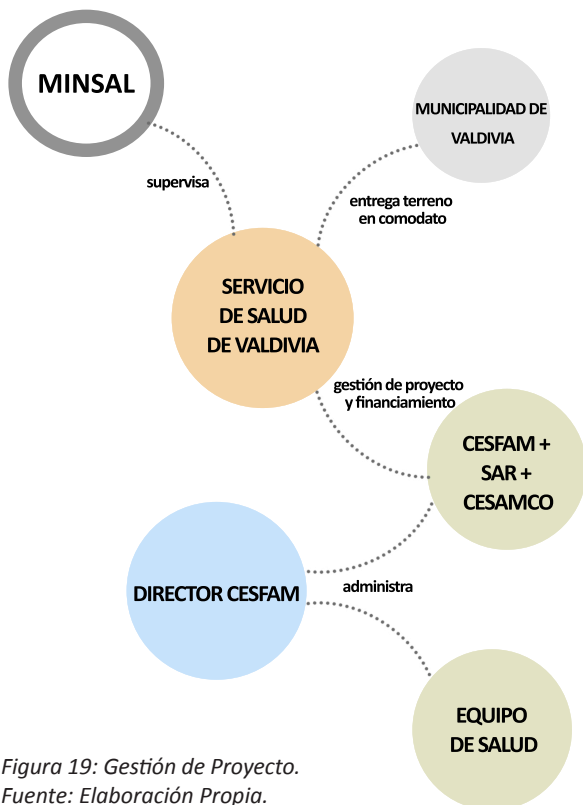 MINSAL
MUNICIPALIDAD DE
VALDIVIA
supervisa
entrega terreno
en comodato
SERVICIO
DE SALUD
DE VALDIVIA
gestión de proyecto
y financiamiento
CESFAM +
SAR +
CESAMCO
DIRECTOR CESFAM
administra
EQUIPO
DE SALUD
Figura 19: Gestión de Proyecto.
Fuente: Elaboración Propia.